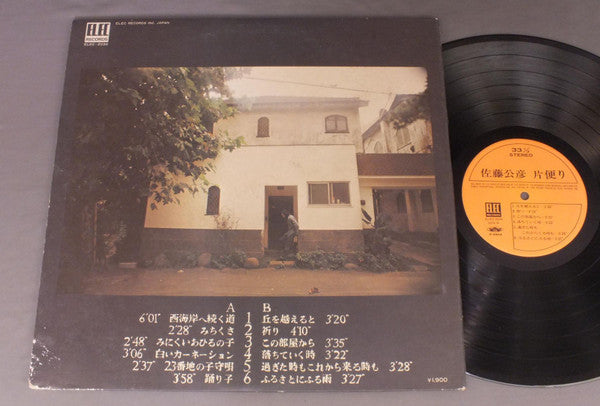 ELEC
RECORDS
ELEC RECORDS INC. JAPAN
A B
6'01" 西海岸へ続く道 1 丘を越えると 3'20"
2'28" みちくさ 2 祈り 4'10"
2'48" みにくいあひるの子 3 この部屋から 3'35"
3'06" 白いカーネーション 4 落ちていく時 3'22"
2'37" 23番地の子守唄 5 過ぎた時もこれから来る時も 3'28"
3'58" 踊り子 6 ふるさとにふる雨 3'27"
¥1,900
33⅓
STEREO
佐藤公彦 片便り
ELEC
RECORDS